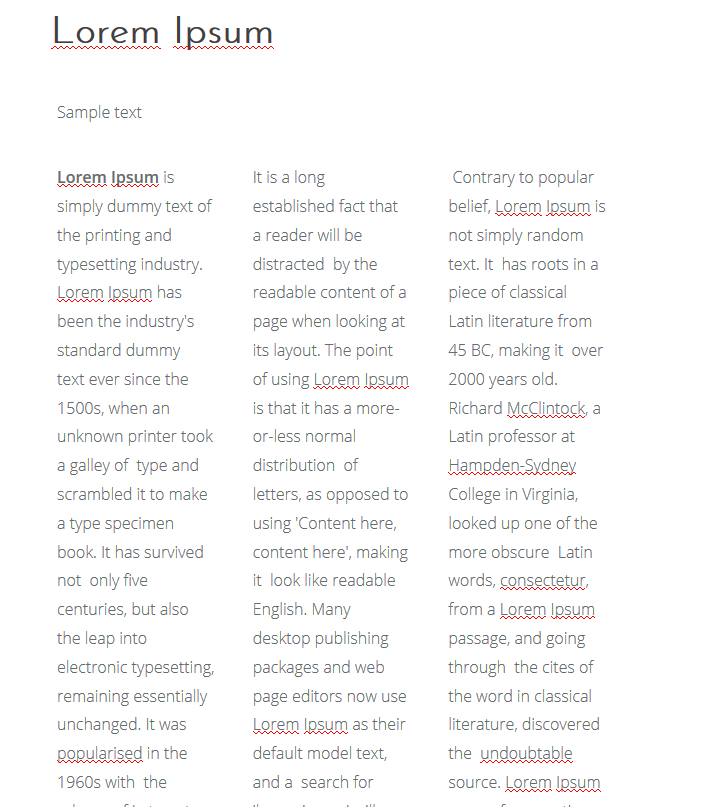 Lorem Ipsum
Sample text
Lorem Ipsum is
simply dummy text of
the printing and
typesetting industry.
Lorem Ipsum has
been the industry's
standard dummy
text ever since the
1500s, when an
unknown printer took
a galley of  type and
scrambled it to make
a type specimen
book. It has survived
not  only five
centuries, but also
the leap into
electronic typesetting,
remaining essentially
unchanged. It was
popularised in the
1960s with  the
It is a long
established fact that
a reader will be
distracted  by the
readable content of a
page when looking at
its layout. The point
of using Lorem Ipsum
is that it has a more-
or-less normal
distribution  of
letters, as opposed to
using 'Content here,
content here', making
it  look like readable
English. Many
desktop publishing
packages and web
page editors now use
Lorem Ipsum as their
default model text,
and a  search for
Contrary to popular
belief, Lorem Ipsum is
not simply random
text. It  has roots in a
piece of classical
Latin literature from
45 BC, making it  over
2000 years old.
Richard McClintock, a
Latin professor at
Hampden-Sydney
College in Virginia,
looked up one of the
more obscure  Latin
words, consectetur,
from a Lorem Ipsum
passage, and going
through  the cites of
the word in classical
literature, discovered
the  undoubtable
source. Lorem Ipsum